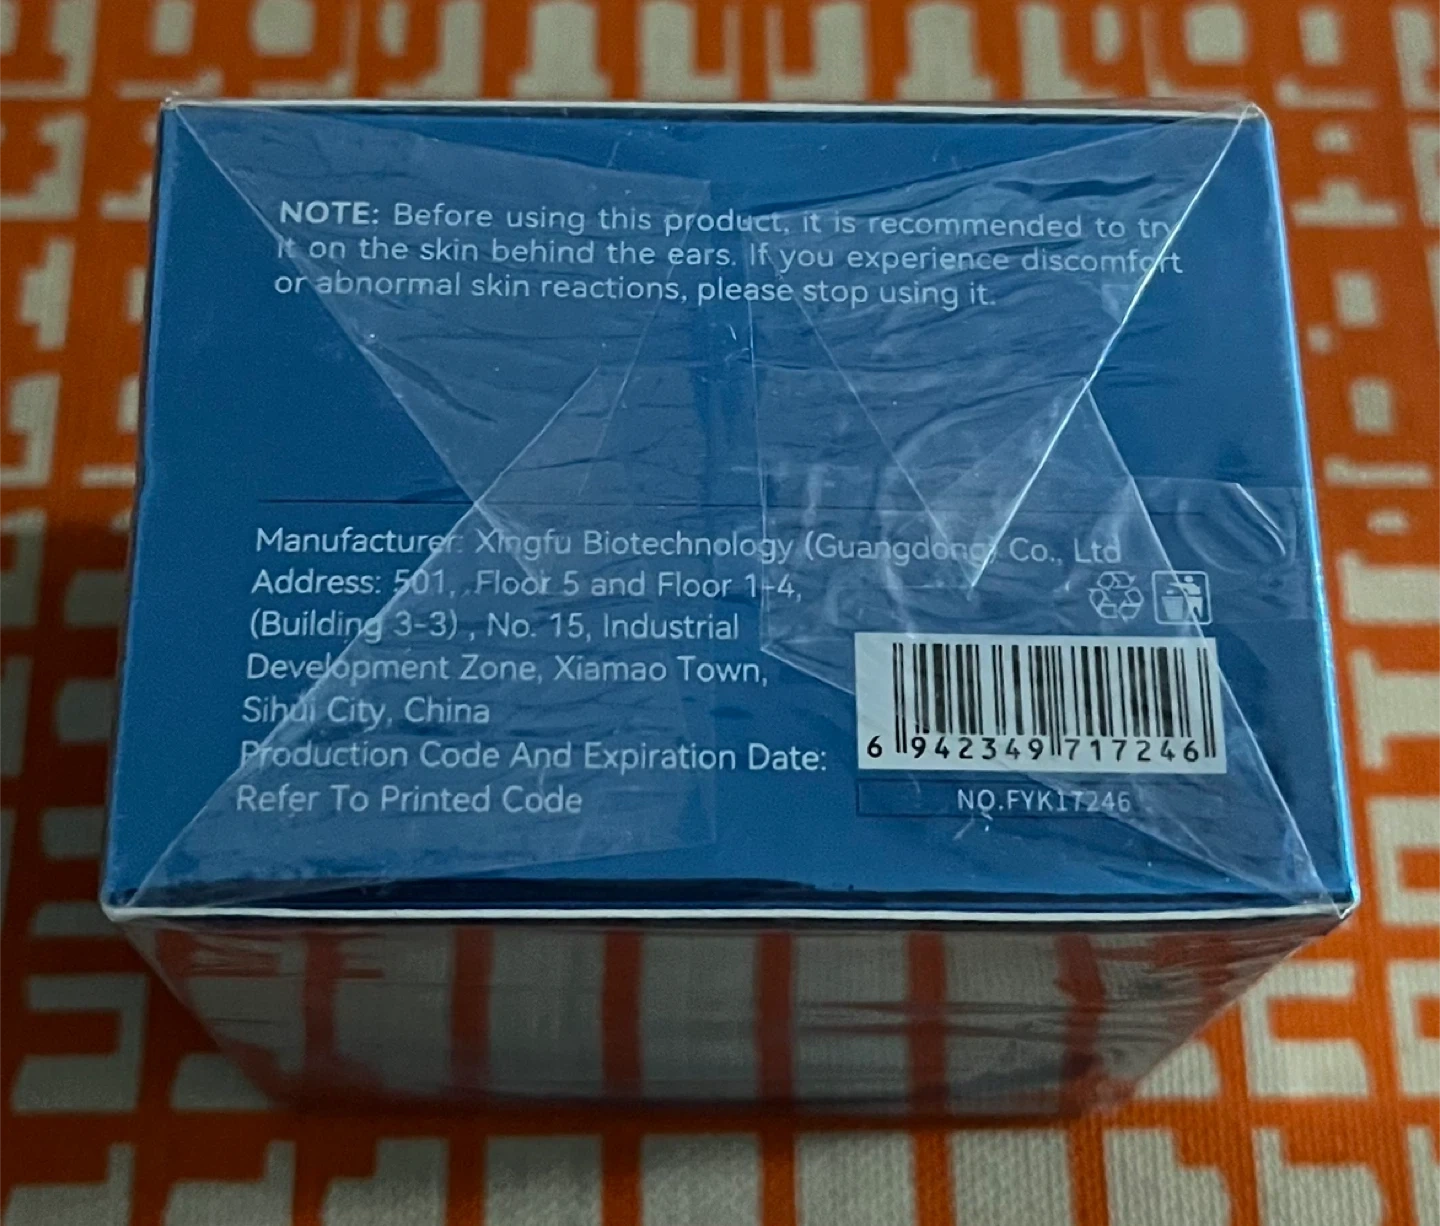 NOTE: Before using this product, it is recommended to try
it on the skin behind the ears. If you experience discomfort
or abnormal skin reactions, please stop using it.
Manufacturer: Xingfu Biotechnology (Guangdong) Co., Ltd
Address: 501, Floor 5 and Floor 1-4,
(Building 3-3) , No. 15, Industrial
Development Zone, Xiamao Town,
Sihui City, China
Production Code And Expiration Date:
Refer To Printed Code
6 942349 717246
NO.FYK17246